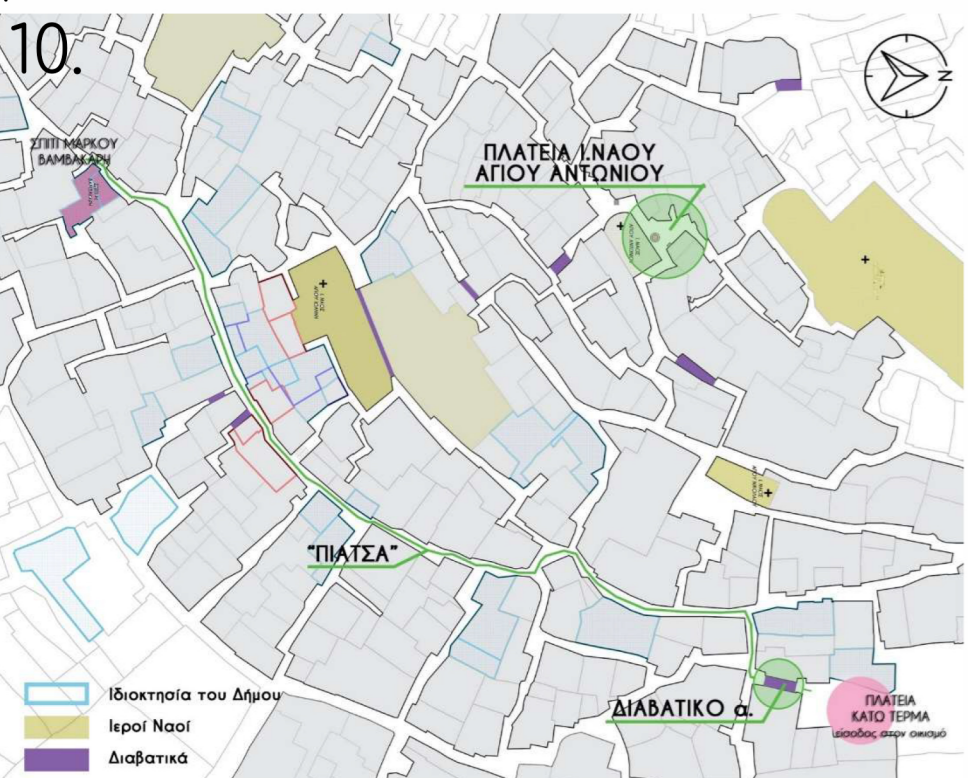 10.
ΣΠΙΤΙ ΜΑΡΚΟΥ
ΒΑΜΒΑΚΑΡΗ
ΠΛΑΤΕΙΑ Ι.ΝΑΟΥ
ΑΓΙΟΥ ΑΝΤΩΝΙΟΥ
N
"ΠΙΑΤΣΑ"
ΔΙΑΒΑΤΙΚΟ α.
ΠΛΑΤΕΙΑ
ΚΑΤΩ ΤΕΡΜΑ
είσοδος στον οικισμό
Ιδιοκτησία του Δήμου
Ιεροί Ναοί
Διαβατικά